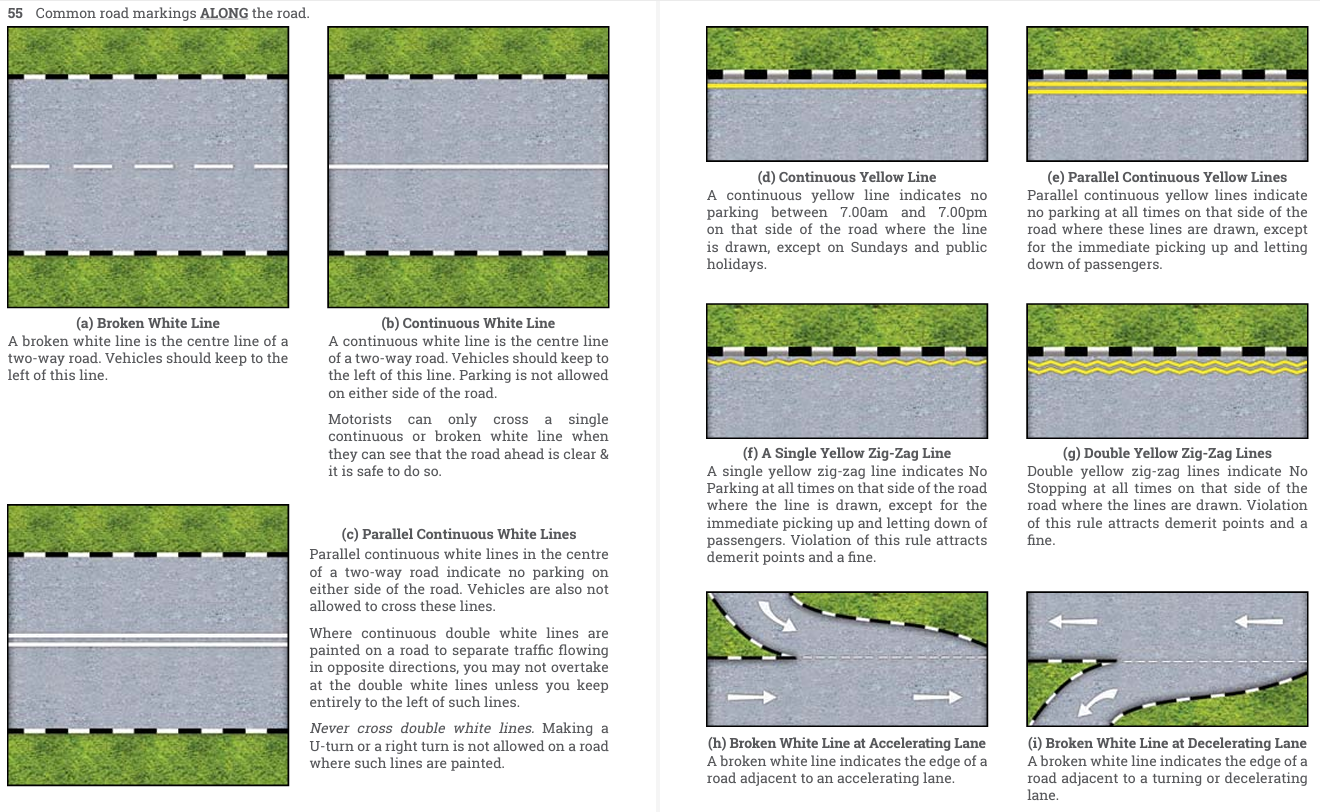 55 Common road markings ALONG the road.
(a) Broken White Line
A broken white line is the centre line of a
two-way road. Vehicles should keep to the
left of this line.
(b) Continuous White Line
A continuous white line is the centre line
of a two-way road. Vehicles should keep to
the left of this line. Parking is not allowed
on either side of the road.
Motorists can only cross a single
continuous or broken white line when
they can see that the road ahead is clear &
it is safe to do so.
(c) Parallel Continuous White Lines
Parallel continuous white lines in the centre
of a two-way road indicate no parking on
either side of the road. Vehicles are also not
allowed to cross these lines.
Where continuous double white lines are
painted on a road to separate traffic flowing
in opposite directions, you may not overtake
at the double white lines unless you keep
entirely to the left of such lines.
Never cross double white lines. Making a
U-turn or a right turn is not allowed on a road
where such lines are painted.
(d) Continuous Yellow Line
A continuous yellow line indicates no
parking between 7.00am and 7.00pm
on that side of the road where the line
is drawn, except on Sundays and public
holidays.
(e) Parallel Continuous Yellow Lines
Parallel continuous yellow lines indicate
no parking at all times on that side of the
road where these lines are drawn, except
for the immediate picking up and letting
down of passengers.
(f) A Single Yellow Zig-Zag Line
A single yellow zig-zag line indicates No
Parking at all times on that side of the road
where the line is drawn, except for the
immediate picking up and letting down of
passengers. Violation of this rule attracts
demerit points and a fine.
(g) Double Yellow Zig-Zag Lines
Double yellow zig-zag lines indicate No
Stopping at all times on that side of the
road where the lines are drawn. Violation
of this rule attracts demerit points and a
fine.
(h) Broken White Line at Accelerating Lane
A broken white line indicates the edge of a
road adjacent to an accelerating lane.
(i) Broken White Line at Decelerating Lane
A broken white line indicates the edge of a
road adjacent to a turning or decelerating
lane.